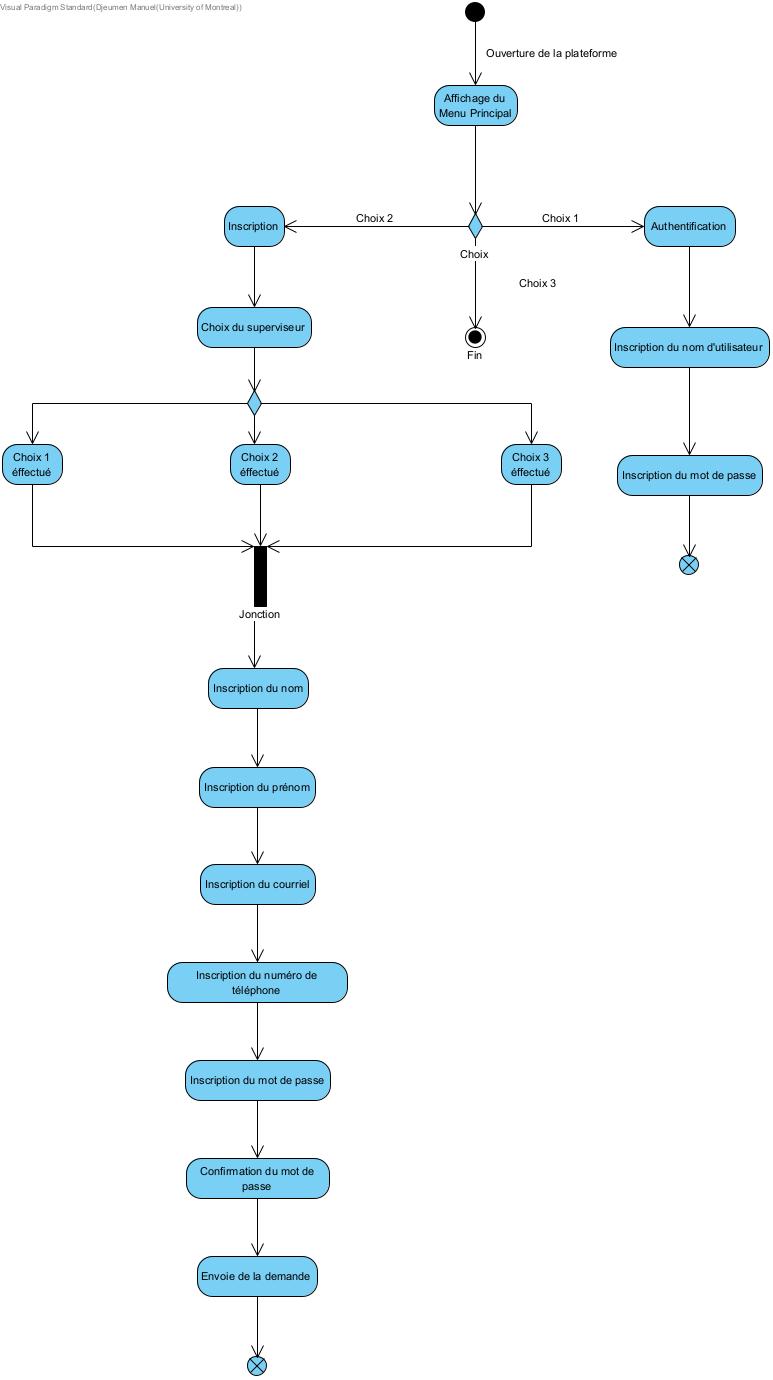 Visual Paradigm Standard(Djeumen Manuel(University of Montreal))
Ouverture de la plateforme
Affichage du
Menu Principal
Inscription
Choix 2
Choix 1
Authentification
Choix
Choix 3
Choix du superviseur
Fin
Inscription du nom d'utilisateur
Choix 1
éffectué
Choix 2
éffectué
Choix 3
éffectué
Inscription du mot de passe
Jonction
Inscription du nom
Inscription du prénom
Inscription du courriel
Inscription du numéro de
téléphone
Inscription du mot de passe
Confirmation du mot de
passe
Envoie de la demande